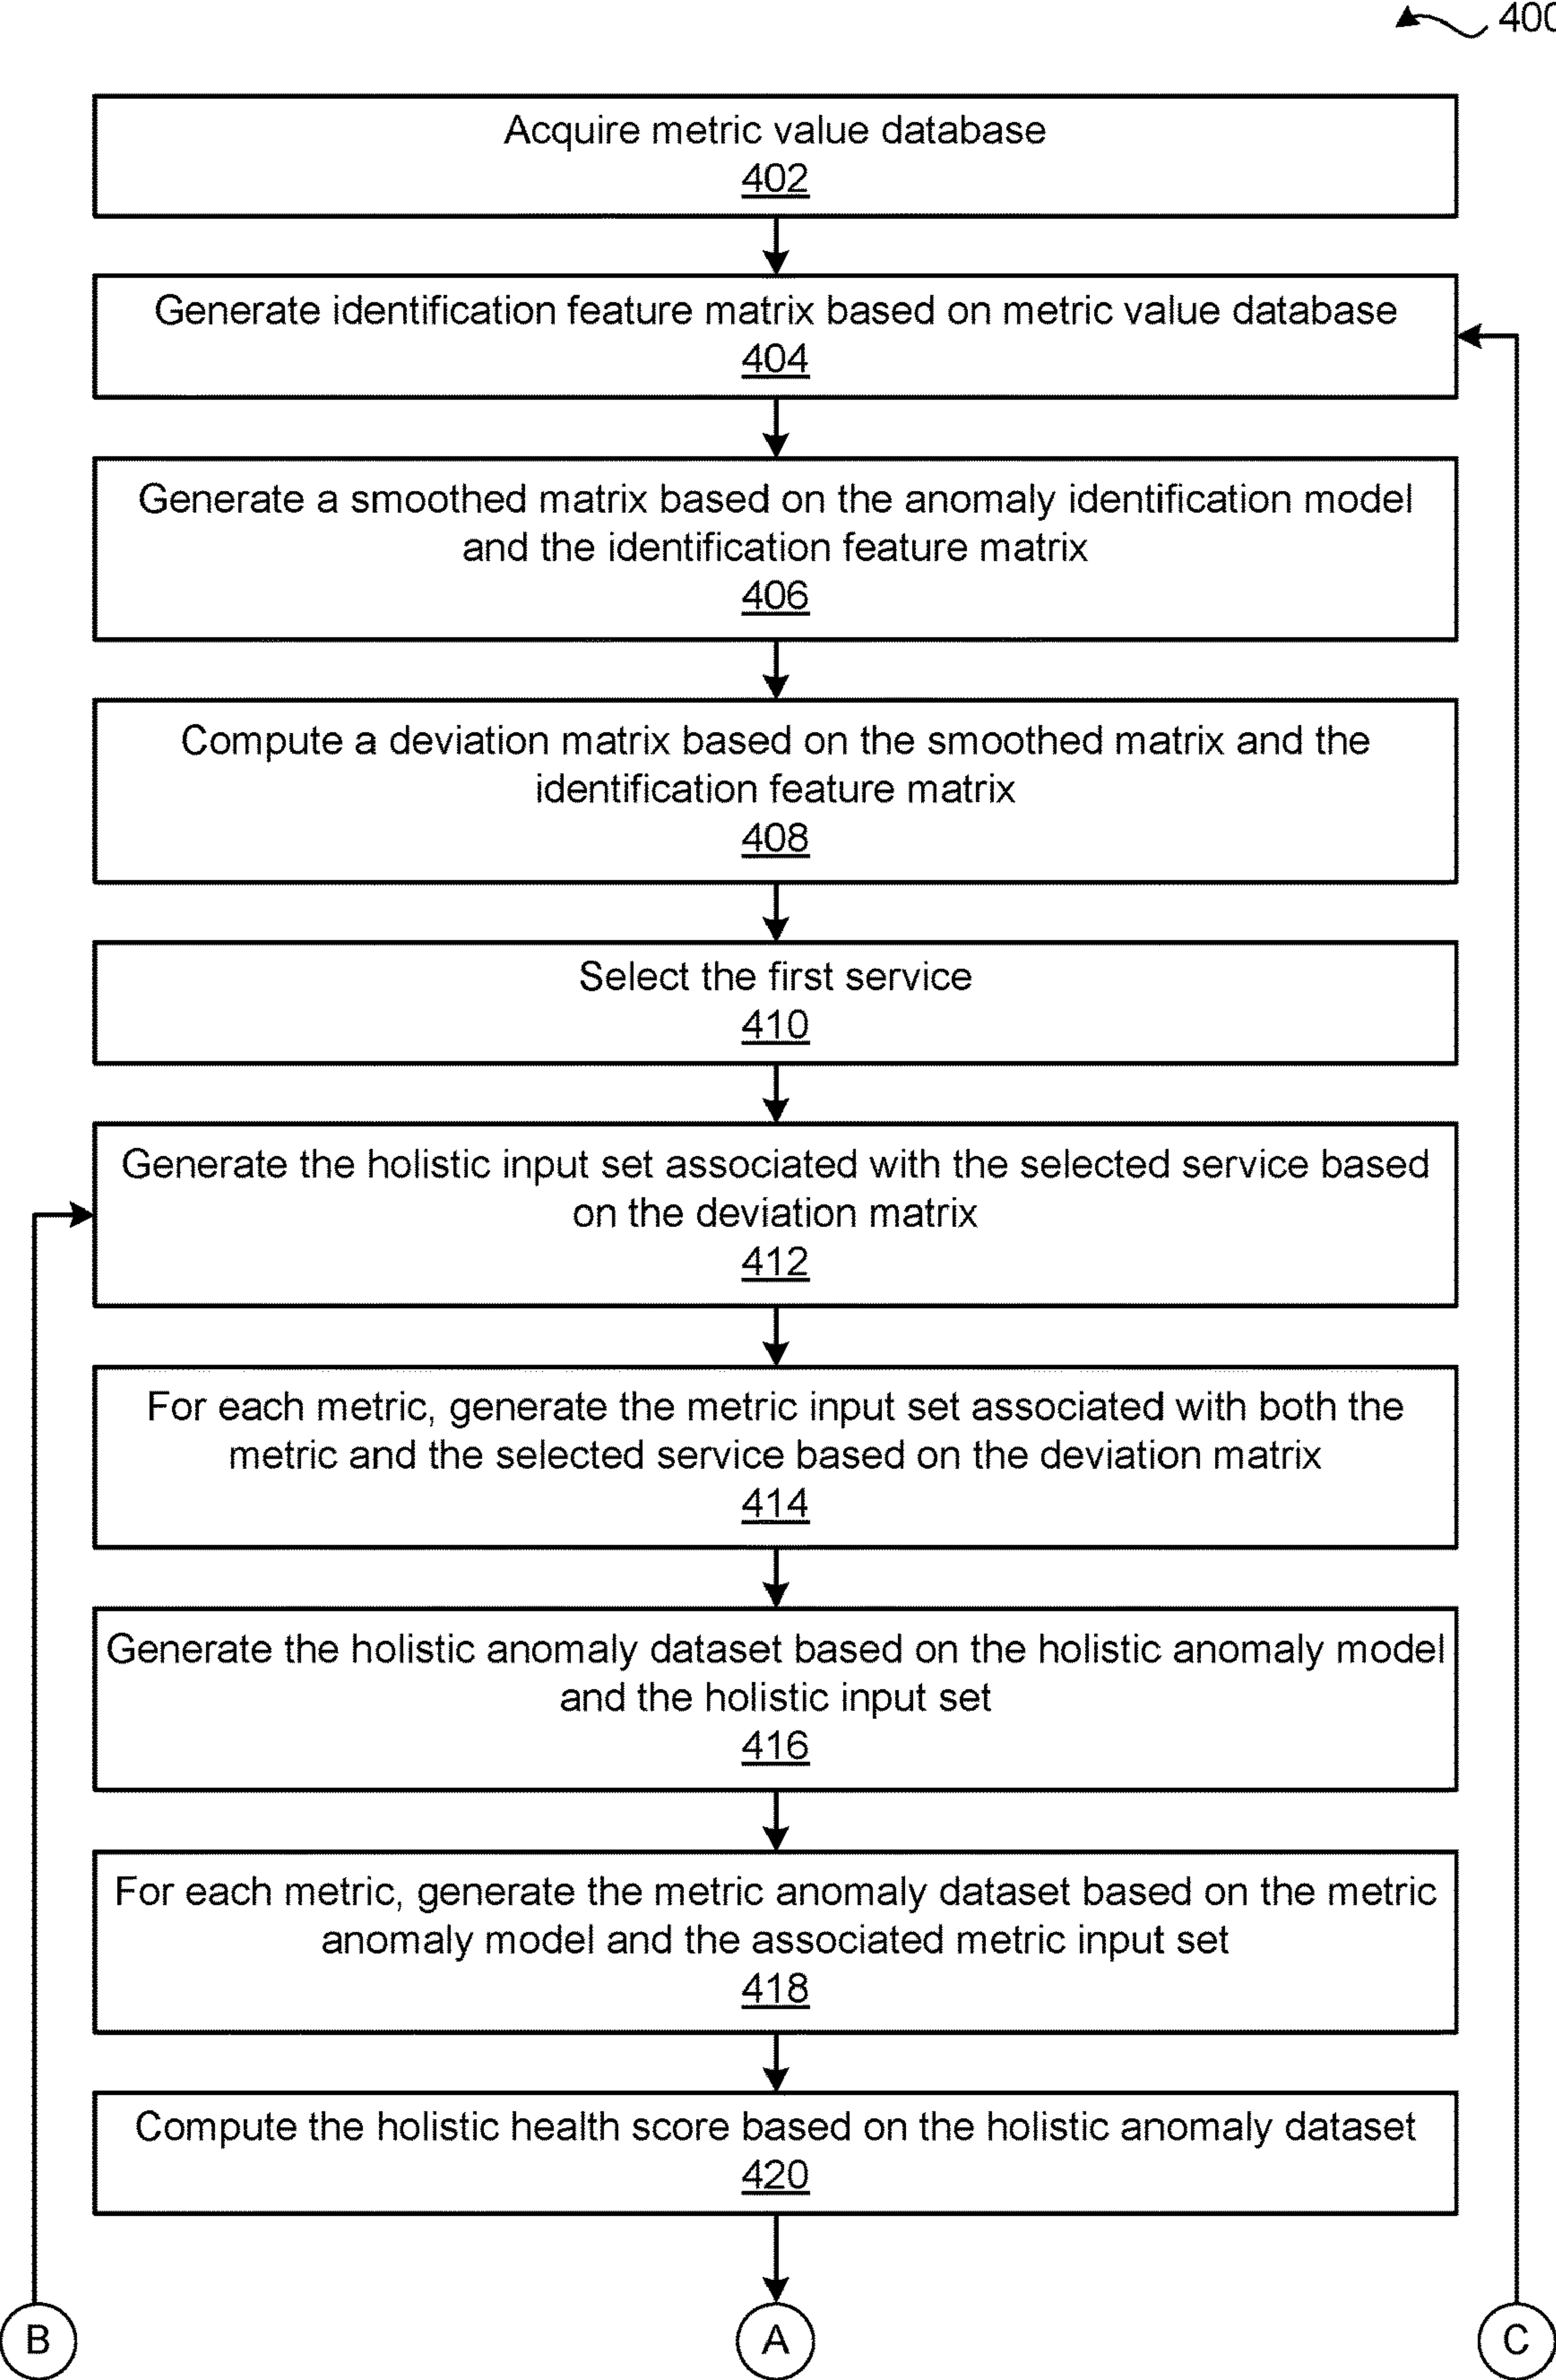 400
Acquire metric value database
402
Generate identification feature matrix based on metric value database
404
Generate a smoothed matrix based on the anomaly identification model
and the identification feature matrix
406
Compute a deviation matrix based on the smoothed matrix and the
identification feature matrix
408
Select the first service
410
Generate the holistic input set associated with the selected service based
on the deviation matrix
412
For each metric, generate the metric input set associated with both the
metric and the selected service based on the deviation matrix
414
Generate the holistic anomaly dataset based on the holistic anomaly model
and the holistic input set
416
For each metric, generate the metric anomaly dataset based on the metric
anomaly model and the associated metric input set
418
Compute the holistic health score based on the holistic anomaly dataset
420
B
A
C